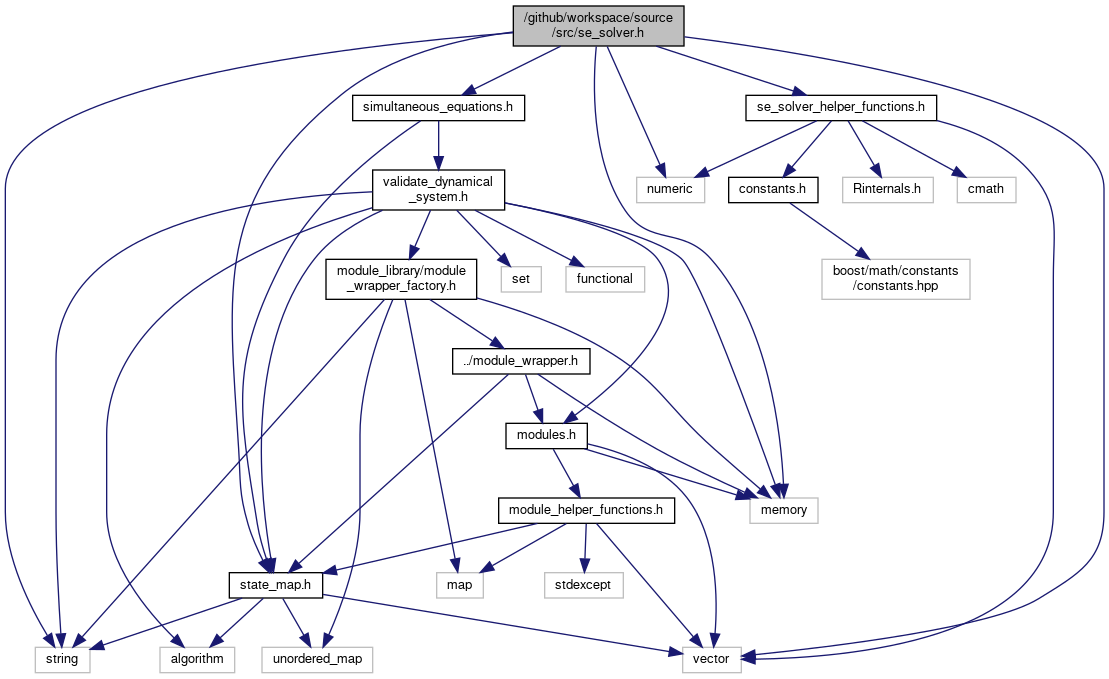 /github/workspace/source
/src/se_solver.h
simultaneous_equations.h
se_solver_helper_functions.h
validate_dynamical
_system.h
numeric
constants.h
Rinternals.h
cmath
module_library/module
_wrapper_factory.h
set
functional
boost/math/constants
/constants.hpp
../module_wrapper.h
modules.h
module_helper_functions.h
memory
state_map.h
map
stdexcept
string
algorithm
unordered_map
vector